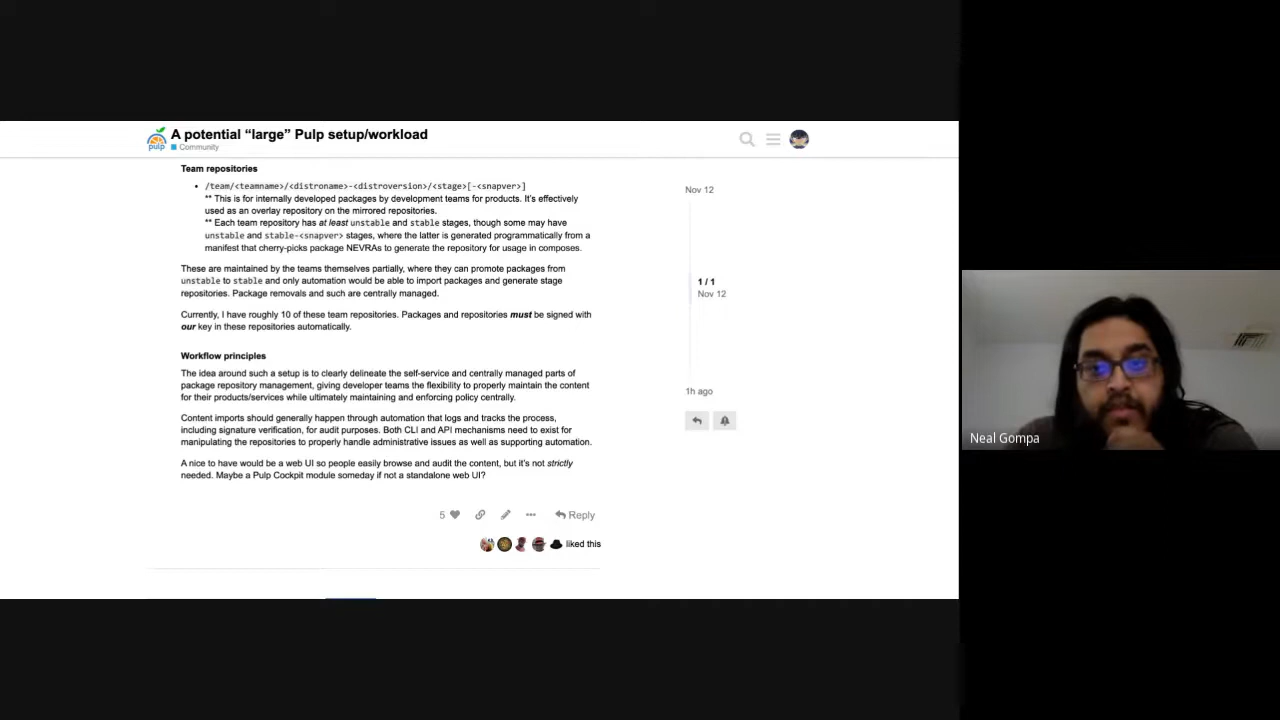 A potential “large” Pulp setup/workload
pulp
Community
Team repositories
• /team/<teamname>/<distroname>-<distroversion>/<stage>[-<snapver>]
** This is for internally developed packages by development teams for products. It’s effectively
used as an overlay repository on the mirrored repositories.
** Each team repository has at least unstable and stable stages, though some may have
unstable and stable-<snapver> stages, where the latter is generated programmatically from a
manifest that cherry-picks package NEVRAs to generate the repository for usage in composes.
These are maintained by the teams themselves partially, where they can promote packages from
unstable to stable and only automation would be able to import packages and generate stage
repositories. Package removals and such are centrally managed.
Currently, I have roughly 10 of these team repositories. Packages and repositories must be signed with
our key in these repositories automatically.
Workflow principles
The idea around such a setup is to clearly delineate the self-service and centrally managed parts of
package repository management, giving developer teams the flexibility to properly maintain the content
for their products/services while ultimately maintaining and enforcing policy centrally.
Content imports should generally happen through automation that logs and tracks the process,
including signature verification, for audit purposes. Both CLI and API mechanisms need to exist for
manipulating the repositories to properly handle administrative issues as well as supporting automation.
A nice to have would be a web UI so people easily browse and audit the content, but it’s not strictly
needed. Maybe a Pulp Cockpit module someday if not a standalone web UI?
5
Reply
liked this
Nov 12
1 / 1
Nov 12
1h ago
Neal Gompa